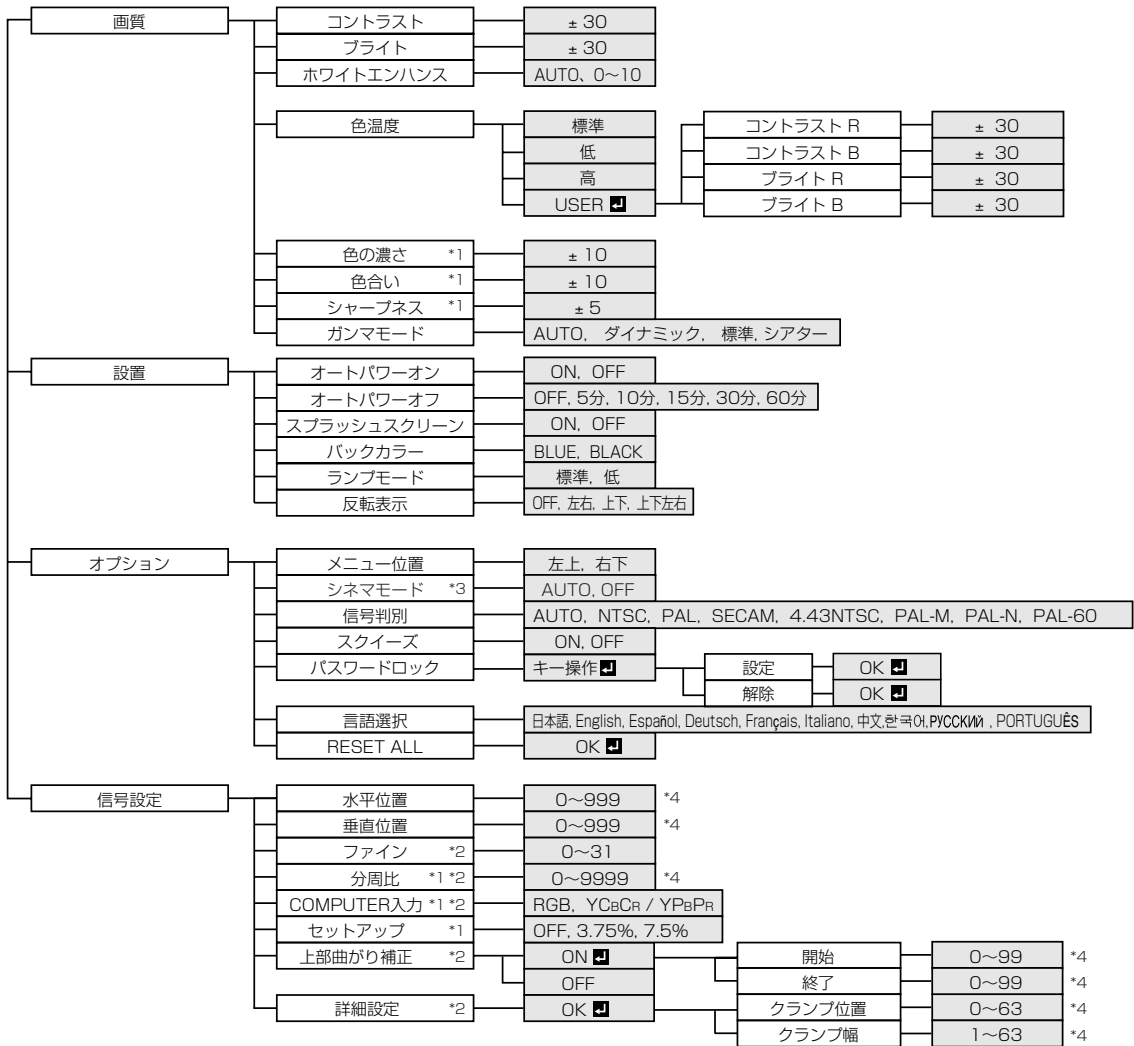 画質 コントラスト ± 30
ブライト ± 30
ホワイトエンハンス AUTO、0〜10
色温度 標準 コントラスト R ± 30
低 コントラスト B ± 30
高 ブライト R ± 30
USER ブライト B ± 30
色の濃さ *1 ± 10
色合い *1 ± 10
シャープネス *1 ± 5
ガンマモード AUTO, ダイナミック, 標準, シアター
設置 オートパワーオン ON, OFF
オートパワーオフ OFF, 5分, 10分, 15分, 30分, 60分
スプラッシュスクリーン ON, OFF
バックカラー BLUE, BLACK
ランプモード 標準, 低
反転表示 OFF, 左右, 上下, 上下左右
オプション メニュー位置 左上, 右下
シネマモード *3 AUTO, OFF
信号判別 AUTO, NTSC, PAL, SECAM, 4.43NTSC, PAL-M, PAL-N, PAL-60
スクイーズ ON, OFF
パスワードロック キー操作 設定 OK
解除 OK
言語選択 日本語, English, Español, Deutsch, Français, Italiano, 中文,한국어,РУССКИЙ , PORTUGUÊS
RESET ALL OK
信号設定 水平位置 0〜999 *4
垂直位置 0〜999 *4
ファイン *2 0〜31
分周比 *1 *2 0〜9999 *4
COMPUTER入力 *1 *2 RGB, YCBCR / YPBPR
セットアップ *1 OFF, 3.75%, 7.5%
上部曲がり補正 *2 ON 開始 0〜99 *4
OFF 終了 0〜99 *4
詳細設定 *2 OK クランプ位置 0〜63 *4
クランプ幅 1〜63 *4